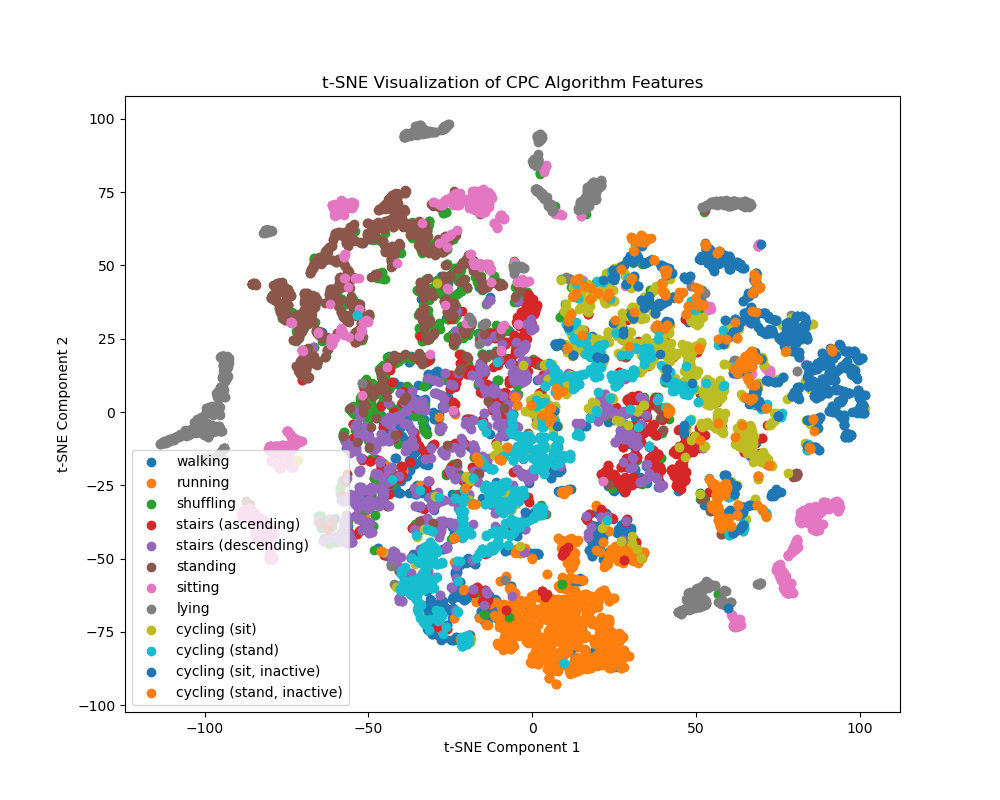 t-SNE Visualization of CPC Algorithm Features
100
75
50
25
0
−25
−50
−75
−100
t-SNE Component 2
walking
running
shuffling
stairs (ascending)
stairs (descending)
standing
sitting
lying
cycling (sit)
cycling (stand)
cycling (sit, inactive)
cycling (stand, inactive)
−100 −50 0 50 100
t-SNE Component 1